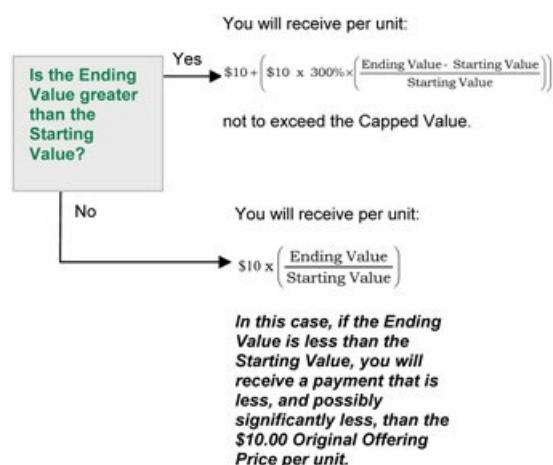 You will receive per unit:
Is the Ending
Value greater
than the
Starting
Value?
Yes
$10 + ($10 x 300% × (Ending Value - Starting Value / Starting Value))
not to exceed the Capped Value.
No
You will receive per unit:
$10 x (Ending Value / Starting Value)
In this case, if the Ending
Value is less than the
Starting Value, you will
receive a payment that is
less, and possibly
significantly less, than the
$10.00 Original Offering
Price per unit.